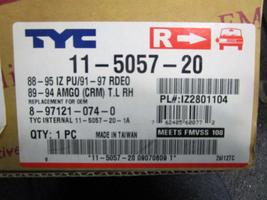 TYC
R
11-5057-20
88-95 IZ PU/91-97 RDEO
89-94 AMGO (CRM) T.L RH
PL#:IZ2801104
REPLACEMENT FOR OEM
8-97121-074-0
TYC INTERNAL 11-5057-20-1A
QTY: 1 PC
MADE IN TAIWAN
MEETS FMVSS 108